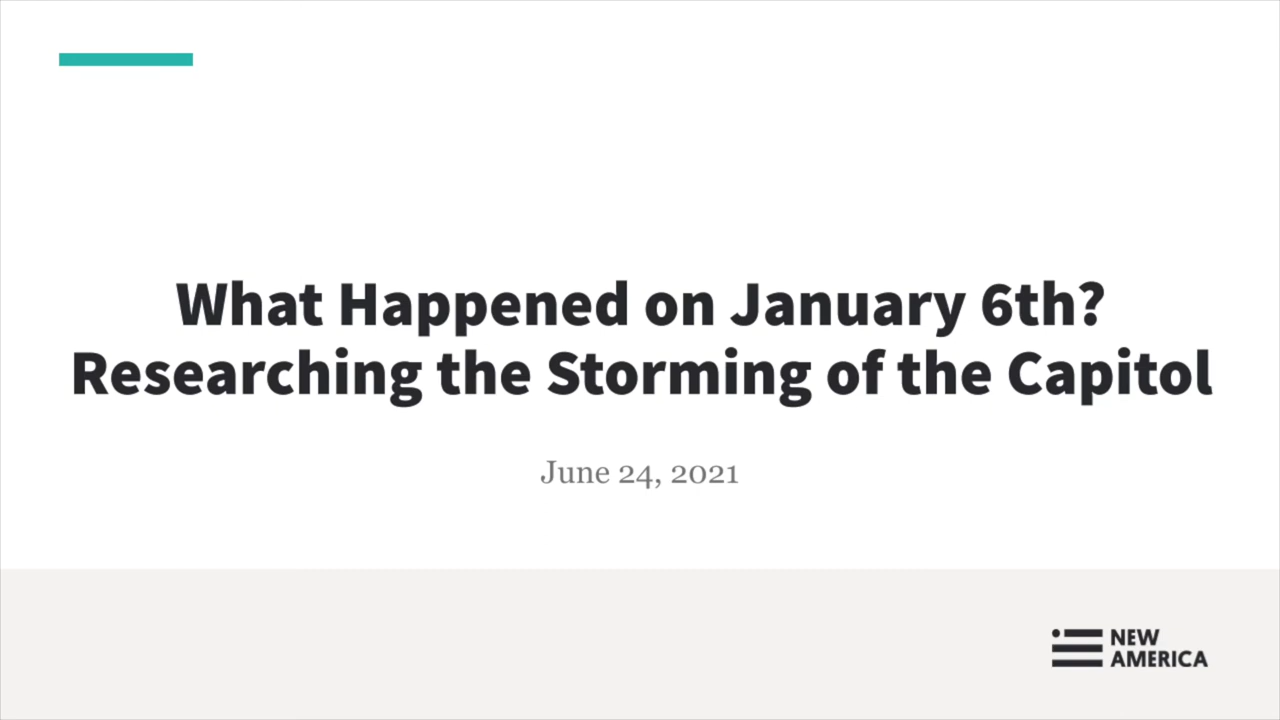 What Happened on January 6th?
Researching the Storming of the Capitol
June 24, 2021
NEW
AMERICA